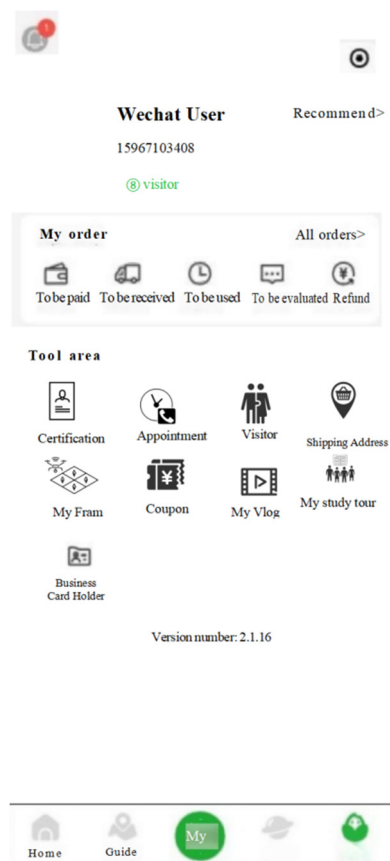 1
Wechat User
Recommend>
15967103408
⑧ visitor
My order
All orders>
To be paid
To be received
To be used
To be evaluated
Refund
Tool area
Certification
Appointment
Visitor
Shipping Address
My Fram
Coupon
My Vlog
My study tour
Business
Card Holder
Version number: 2.1.16
Home
Guide
My